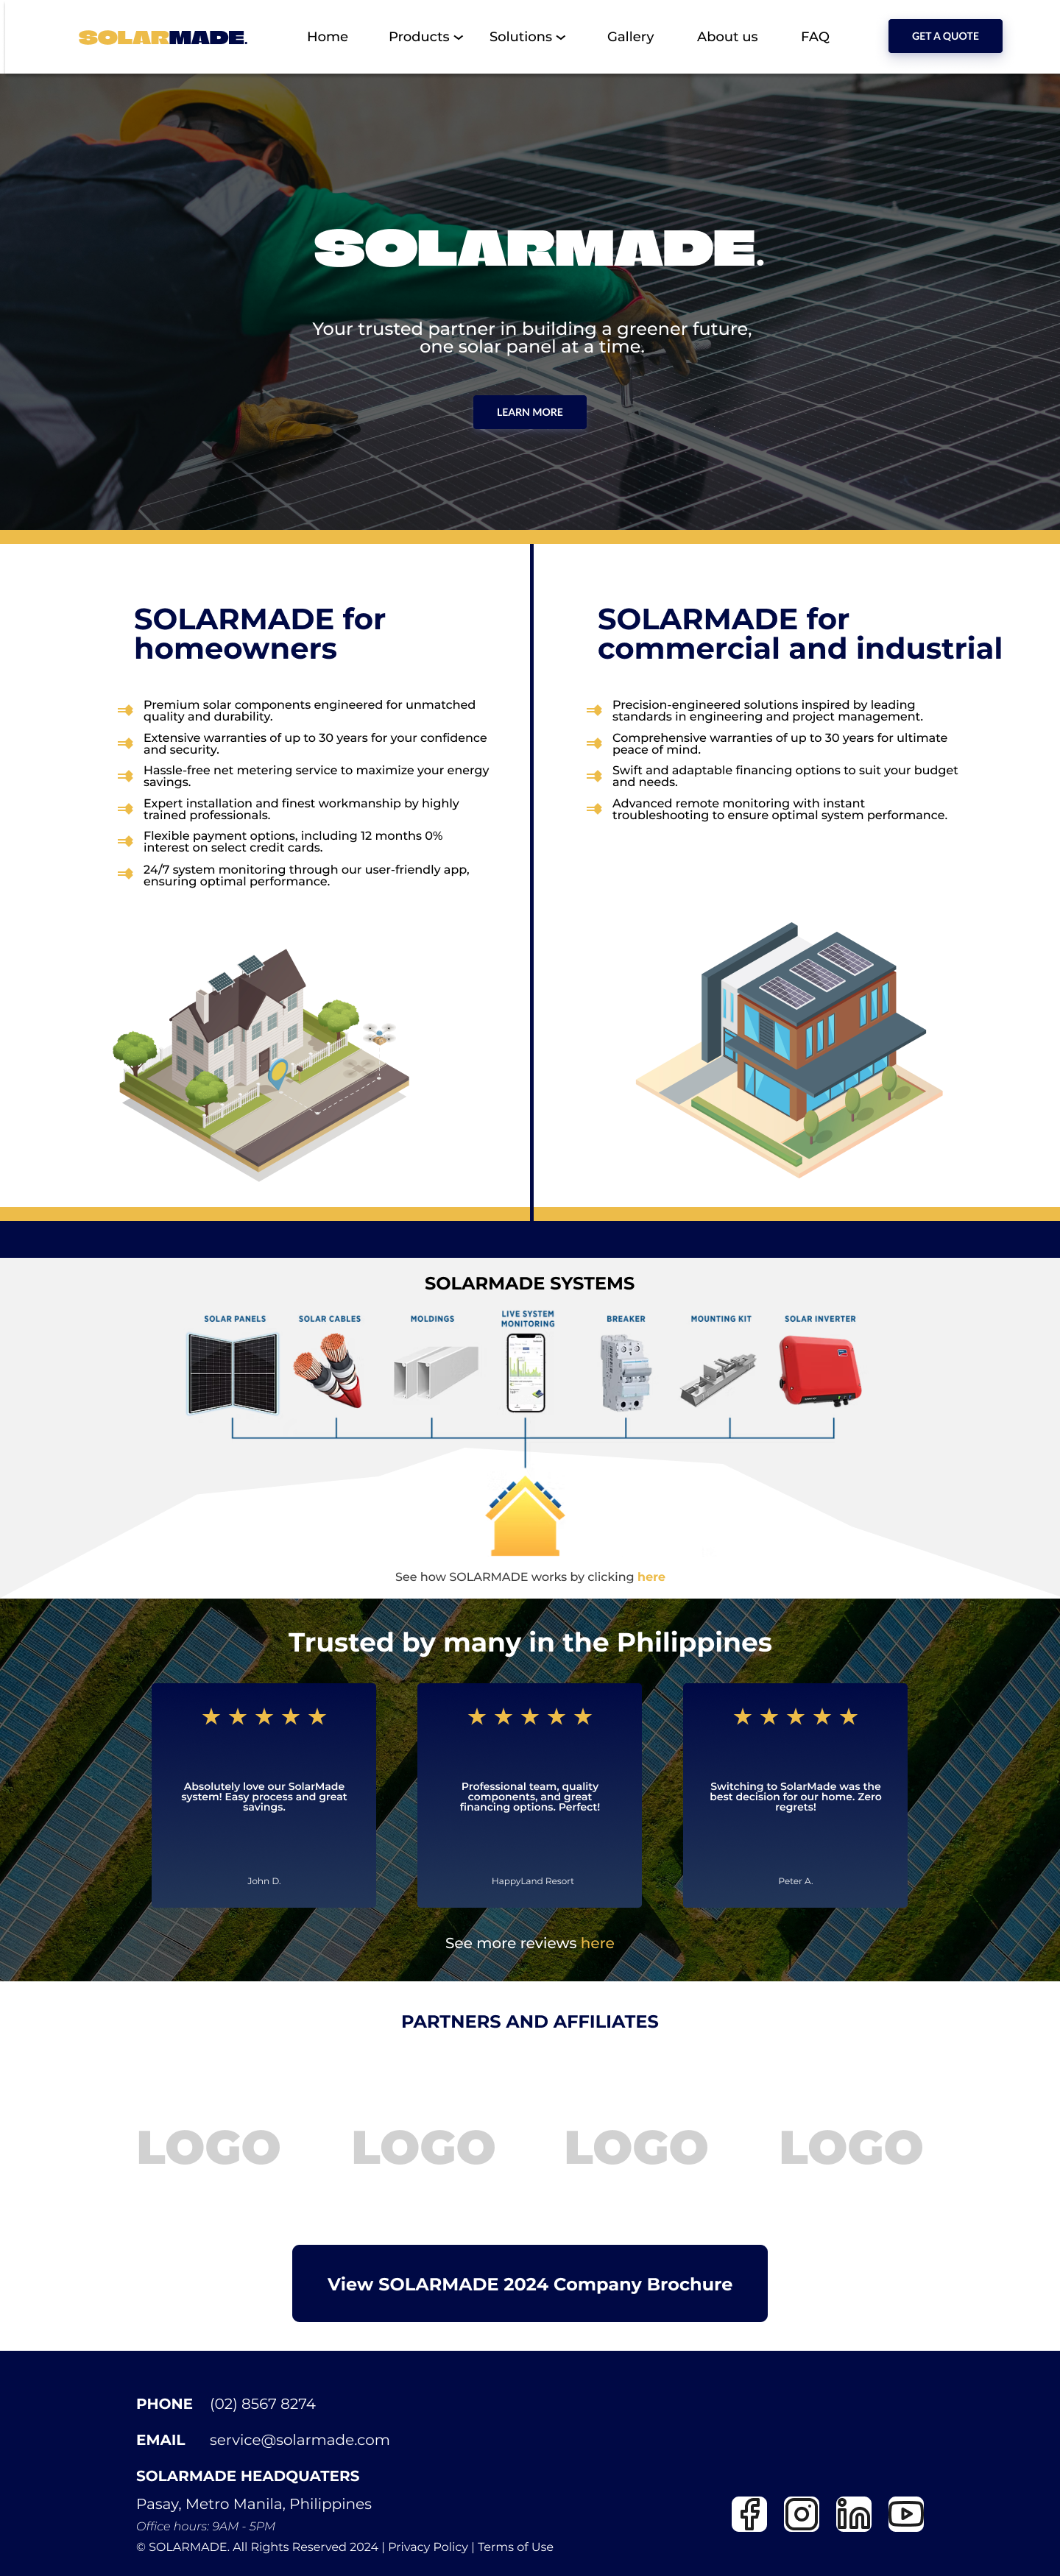 SOLARMADE.
Home
Products
Solutions
Gallery
About us
FAQ
GET A QUOTE
SOLARMADE.
Your trusted partner in building a greener future,
one solar panel at a time.
LEARN MORE
SOLARMADE for
homeowners
Premium solar components engineered for unmatched
quality and durability.
Extensive warranties of up to 30 years for your confidence
and security.
Hassle-free net metering service to maximize your energy
savings.
Expert installation and finest workmanship by highly
trained professionals.
Flexible payment options, including 12 months 0%
interest on select credit cards.
24/7 system monitoring through our user-friendly app,
ensuring optimal performance.
SOLARMADE for
commercial and industrial
Precision-engineered solutions inspired by leading
standards in engineering and project management.
Comprehensive warranties of up to 30 years for ultimate
peace of mind.
Swift and adaptable financing options to suit your budget
and needs.
Advanced remote monitoring with instant
troubleshooting to ensure optimal system performance.
SOLARMADE SYSTEMS
SOLAR PANELS
SOLAR CABLES
MOLDINGS
LIVE SYSTEM
MONITORING
BREAKER
MOUNTING KIT
SOLAR INVERTER
See how SOLARMADE works by clicking here
Trusted by many in the Philippines
Absolutely love our SolarMade
system! Easy process and great
savings.
John D.
Professional team, quality
components, and great
financing options. Perfect!
HappyLand Resort
Switching to SolarMade was the
best decision for our home. Zero
regrets!
Peter A.
See more reviews here
PARTNERS AND AFFILIATES
LOGO
LOGO
LOGO
LOGO
View SOLARMADE 2024 Company Brochure
PHONE (02) 8567 8274
EMAIL service@solarmade.com
SOLARMADE HEADQUATERS
Pasay, Metro Manila, Philippines
Office hours: 9AM - 5PM
© SOLARMADE. All Rights Reserved 2024 | Privacy Policy | Terms of Use